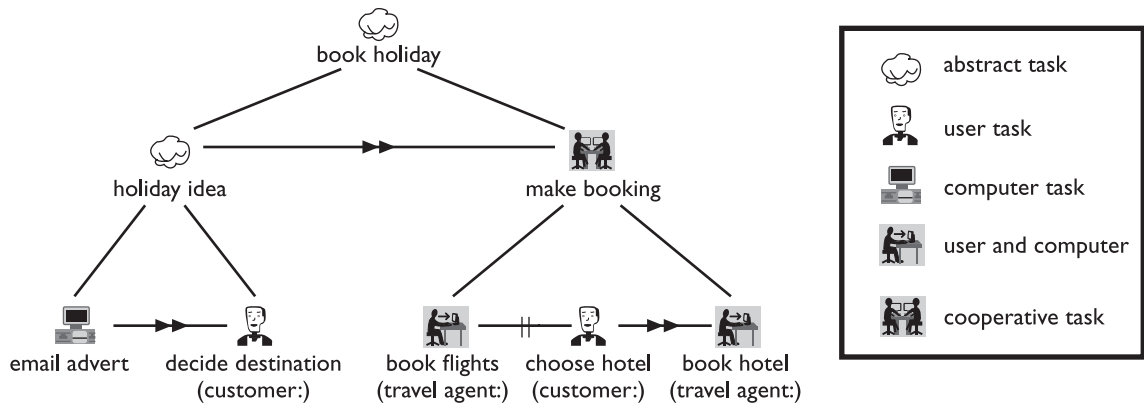 book holiday
holiday idea
make booking
email advert
decide destination
(customer:)
book flights
(travel agent:)
choose hotel
(customer:)
book hotel
(travel agent:)
abstract task
user task
computer task
user and computer
cooperative task